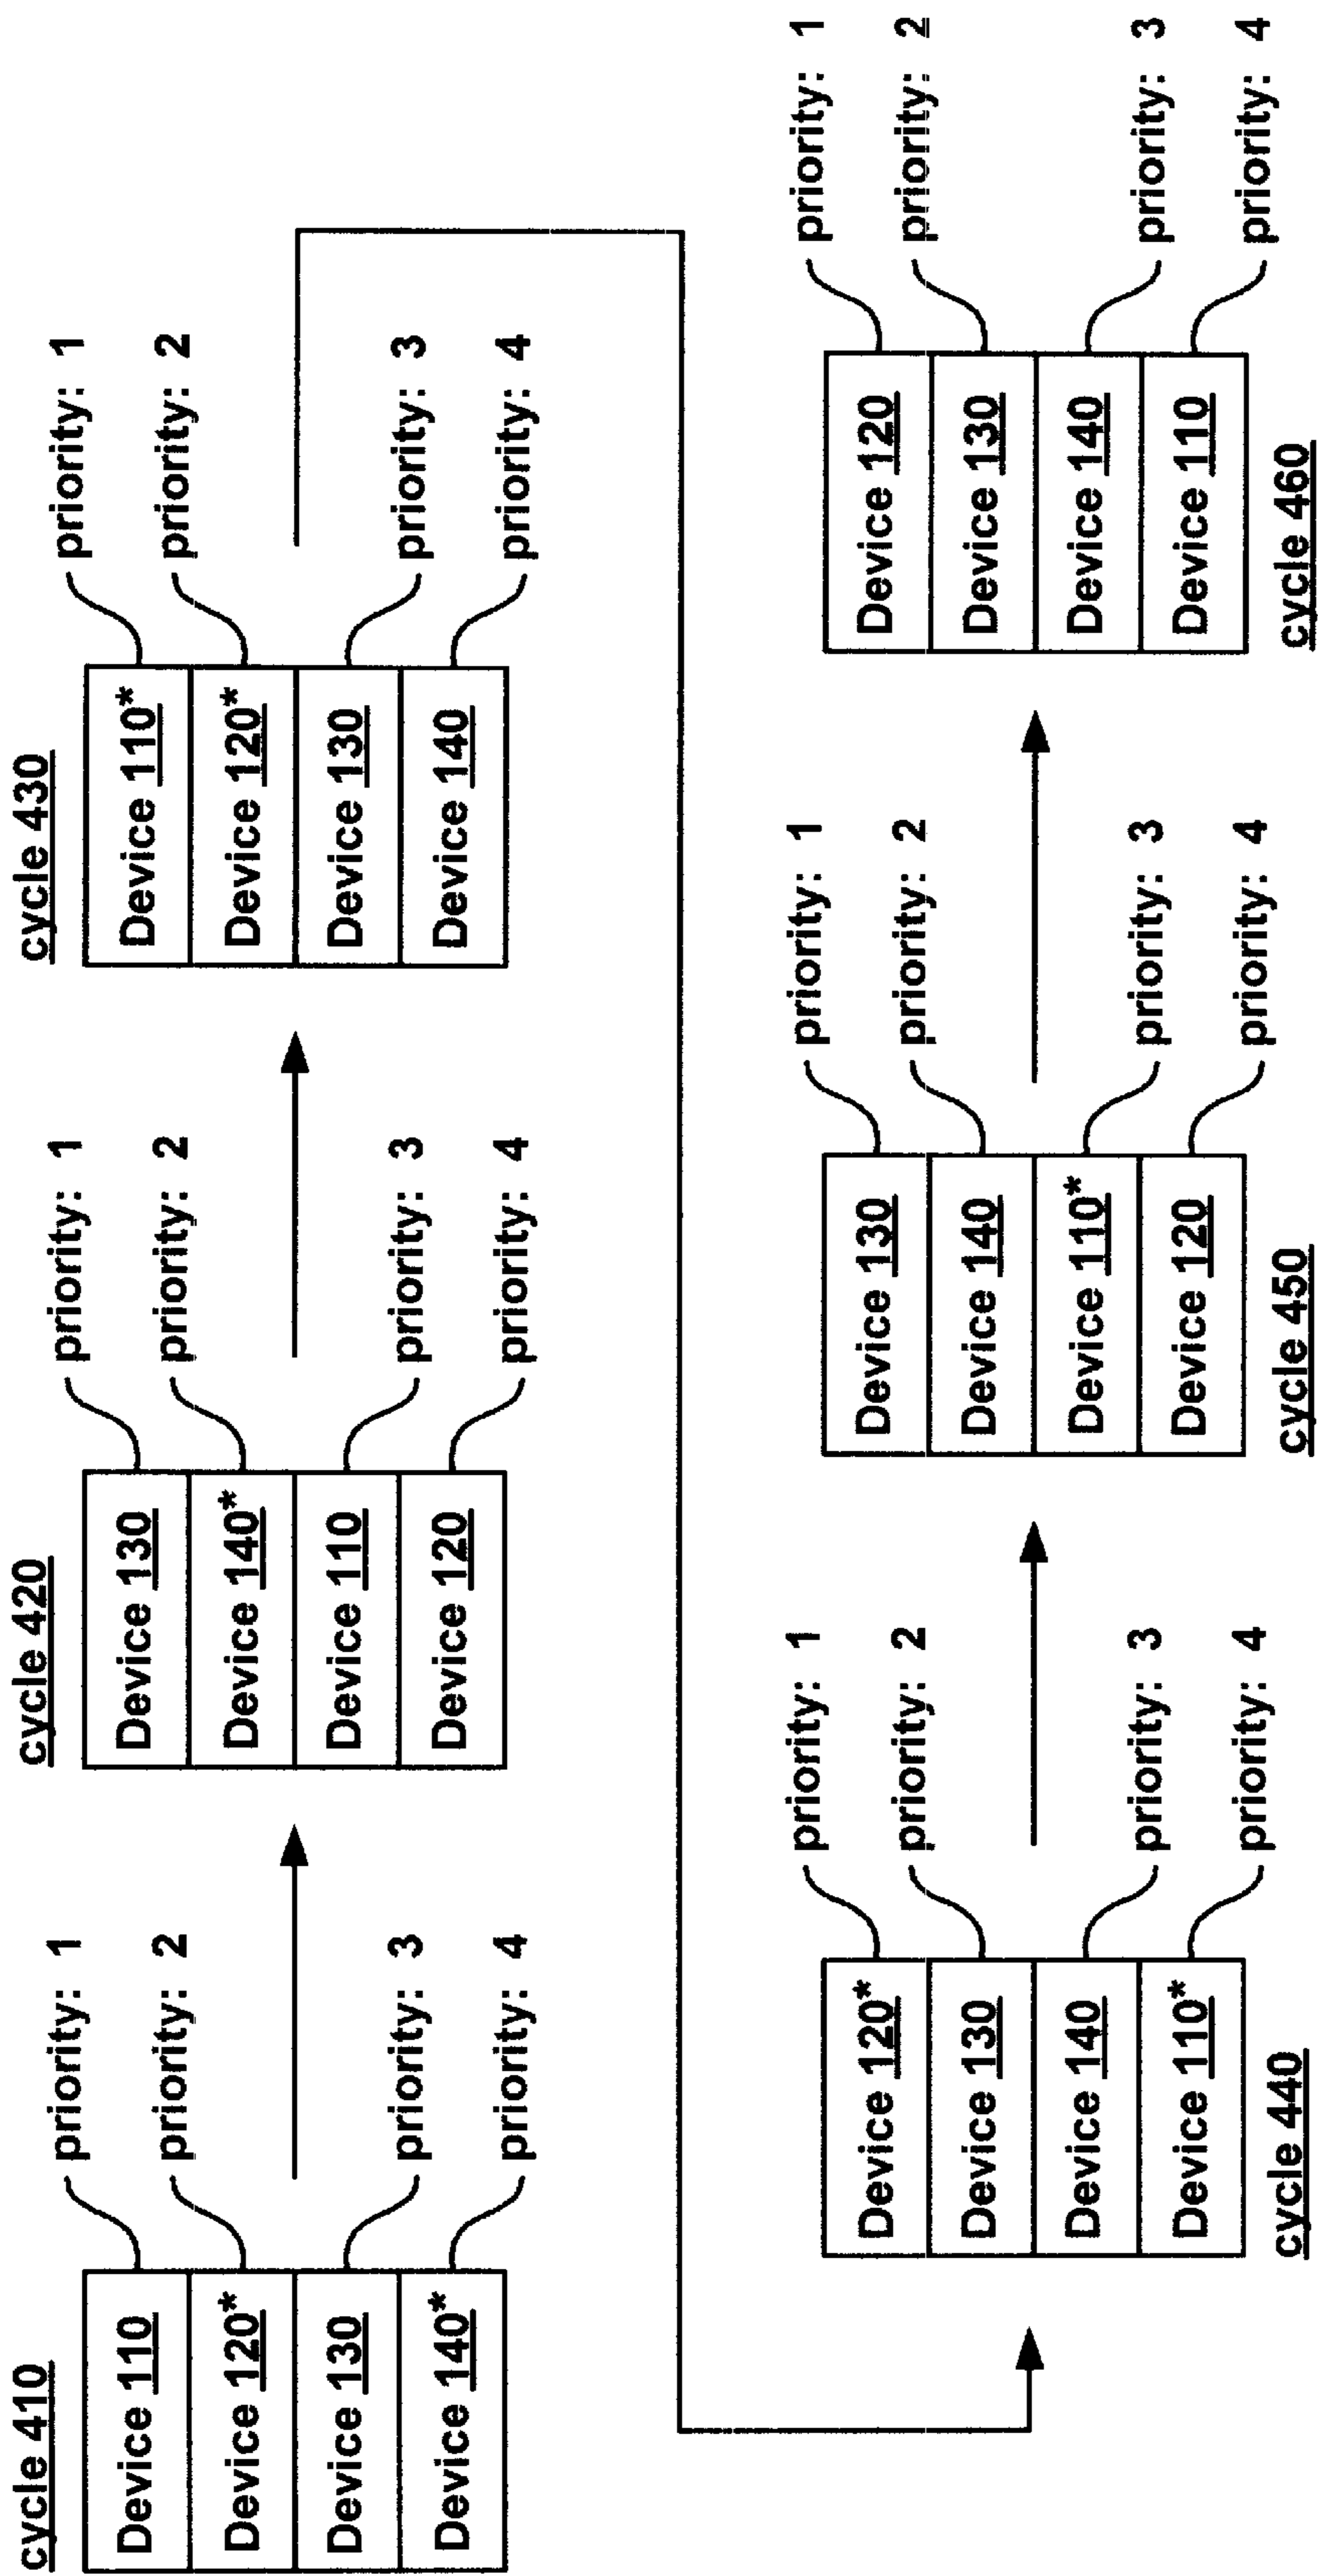 cycle 410
Device 110 priority: 1
Device 120* priority: 2
Device 130 priority: 3
Device 140* priority: 4
cycle 420
Device 130 priority: 1
Device 140* priority: 2
Device 110 priority: 3
Device 120 priority: 4
cycle 430
Device 110* priority: 1
Device 120* priority: 2
Device 130 priority: 3
Device 140 priority: 4
Device 120* priority: 1
Device 130 priority: 2
Device 140 priority: 3
Device 110* priority: 4
cycle 440
Device 130 priority: 1
Device 140 priority: 2
Device 110* priority: 3
Device 120 priority: 4
cycle 450
Device 120 priority: 1
Device 130 priority: 2
Device 140 priority: 3
Device 110 priority: 4
cycle 460